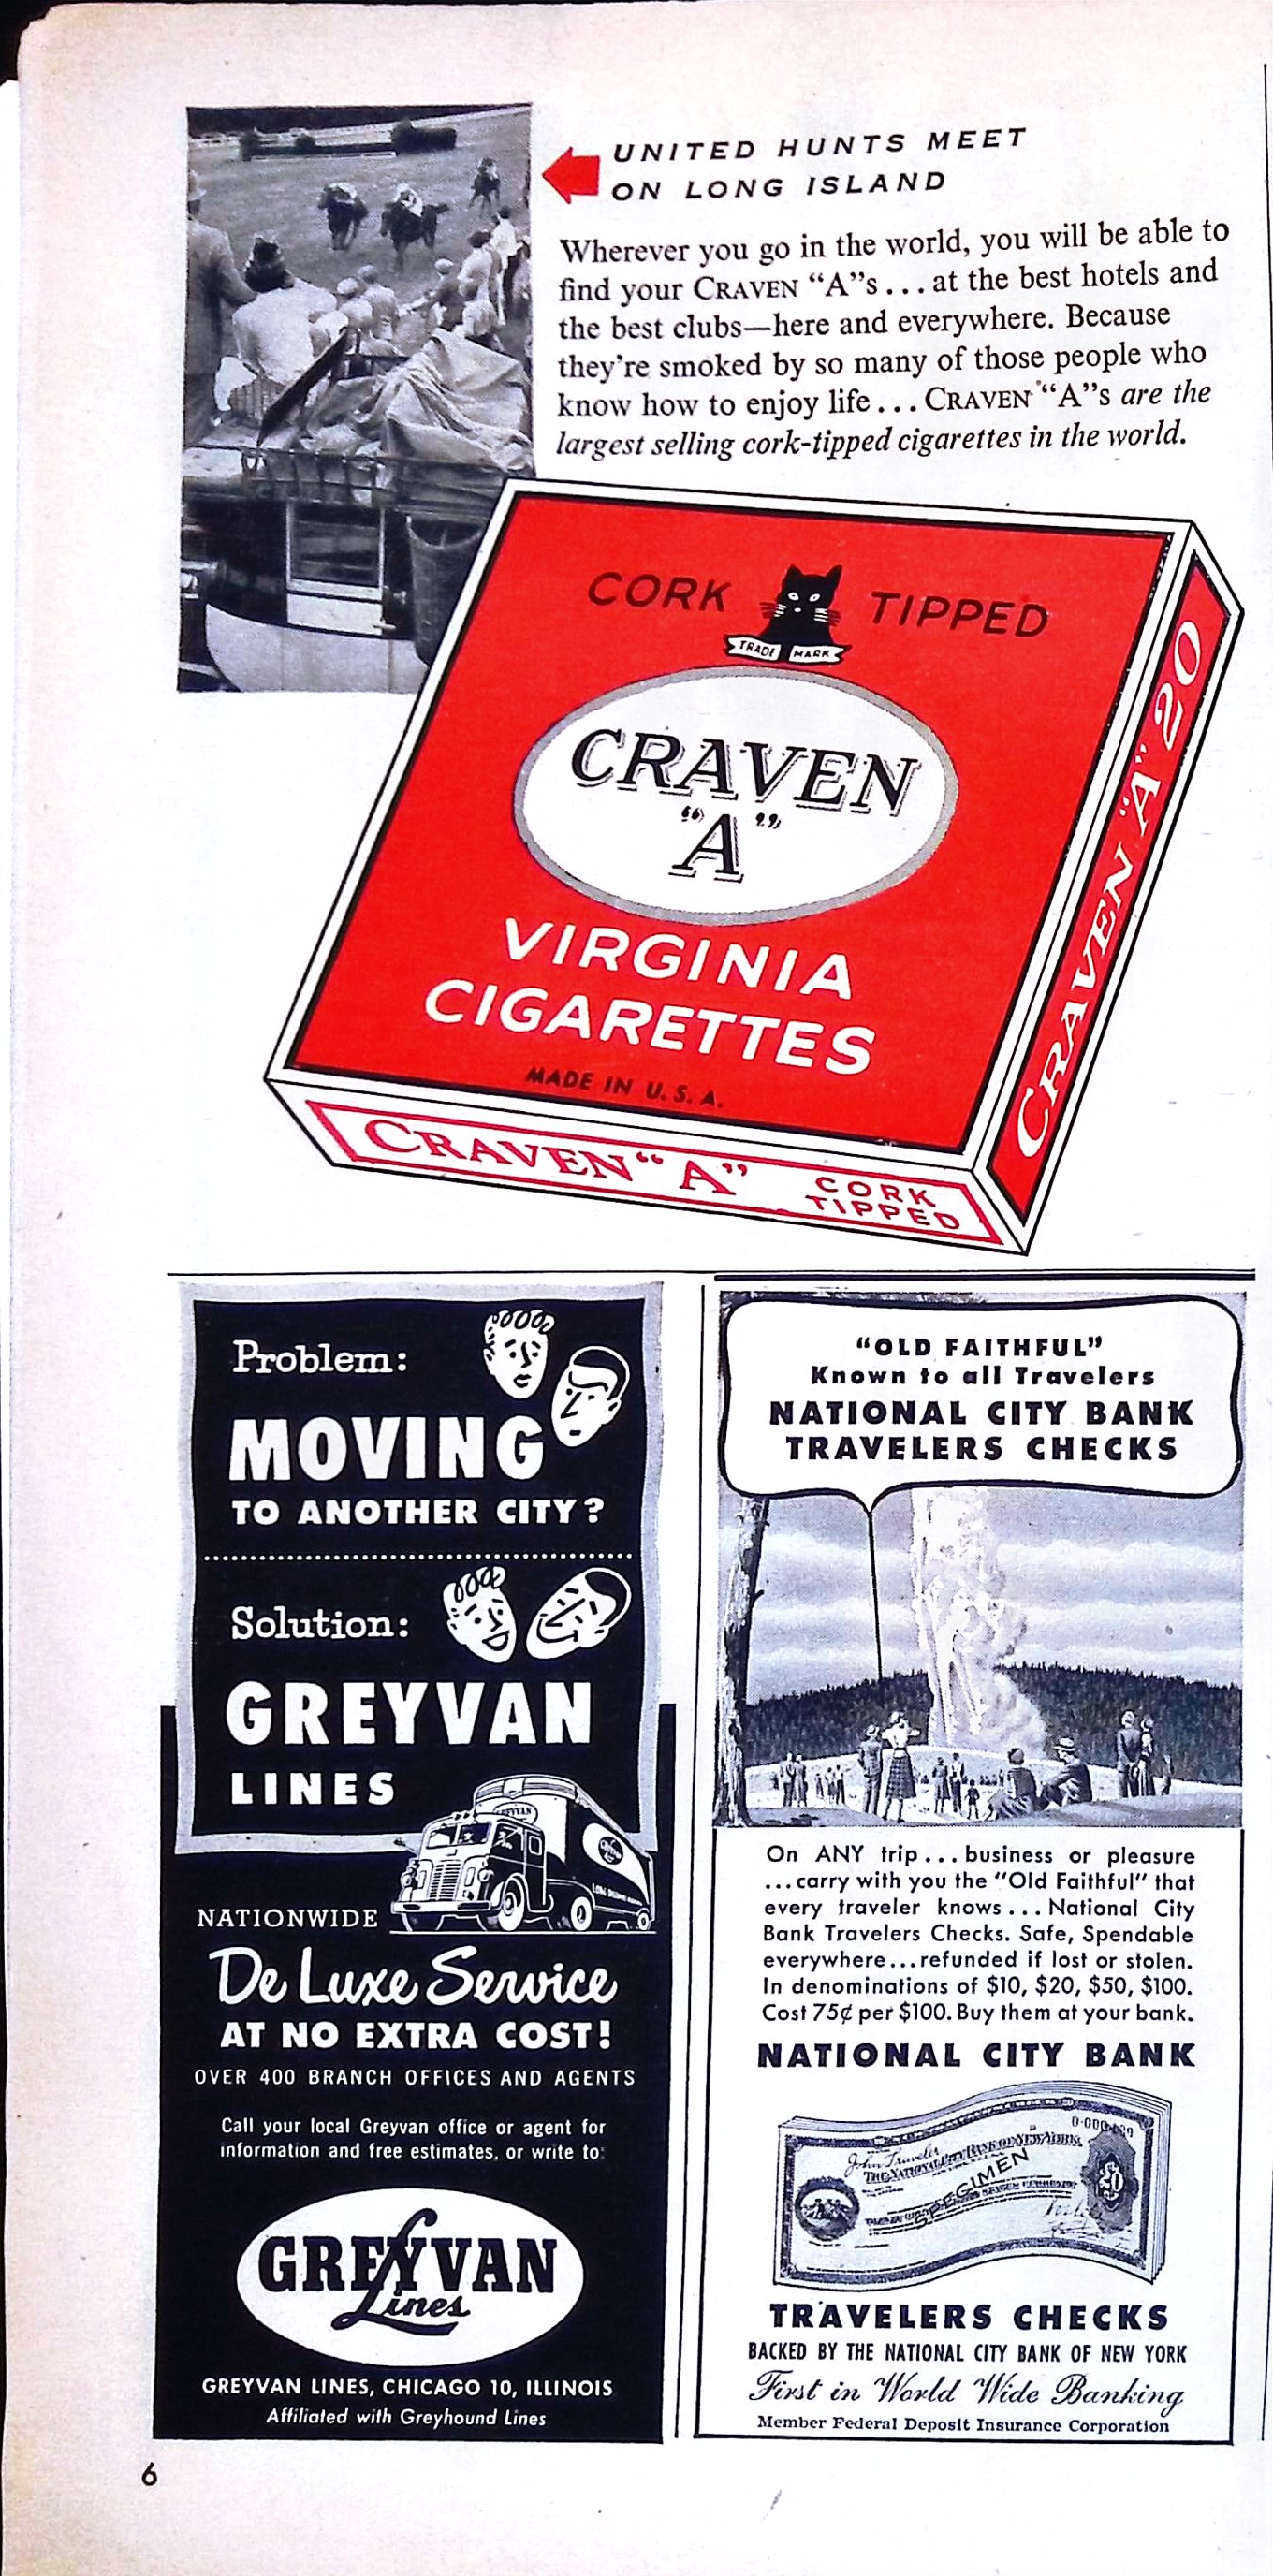 UNITED HUNTS MEET
ON LONG ISLAND
Wherever you go in the world, you will be able to
find your CRAVEN “A”s... at the best hotels and
the best clubs—here and everywhere. Because
they’re smoked by so many of those people who
know how to enjoy life... CRAVEN “A”s are the
largest selling cork-tipped cigarettes in the world.
CORK TIPPED
TRADE MARK
CRAVEN
“A”
VIRGINIA
CIGARETTES
MADE IN U.S.A.
CRAVEN “A” 20
CRAVEN “A”
CORK
TIPPED
Problem:
MOVING
TO ANOTHER CITY?
Solution:
GREYVAN
LINES
GREYVAN
NATIONWIDE
De Luxe Service
AT NO EXTRA COST!
OVER 400 BRANCH OFFICES AND AGENTS
Call your local Greyvan office or agent for
information and free estimates, or write to:
GREYVAN
Lines
GREYVAN LINES, CHICAGO 10, ILLINOIS
Affiliated with Greyhound Lines
“OLD FAITHFUL”
Known to all Travelers
NATIONAL CITY BANK
TRAVELERS CHECKS
On ANY trip... business or pleasure
...carry with you the “Old Faithful” that
every traveler knows... National City
Bank Travelers Checks. Safe, Spendable
everywhere...refunded if lost or stolen.
In denominations of $10, $20, $50, $100.
Cost 75¢ per $100. Buy them at your bank.
NATIONAL CITY BANK
John Traveler
THE NATIONAL CITY BANK OF NEW YORK
SPECIMEN
TRAVELERS CHECKS
BACKED BY THE NATIONAL CITY BANK OF NEW YORK
First in World Wide Banking
Member Federal Deposit Insurance Corporation
6